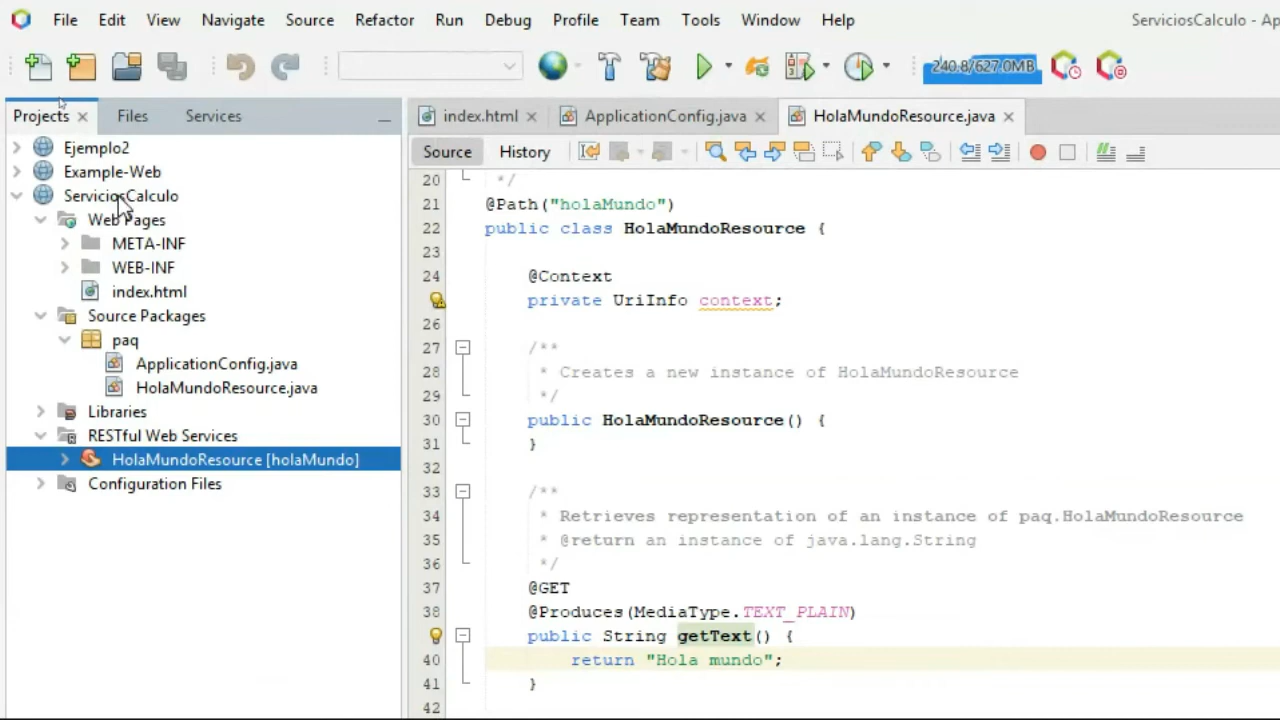 File Edit View Navigate Source Refactor Run Debug Profile Team Tools Window Help ServiciosCalculo - Ap
240.8/627.0MB
Projects Files Services
index.html ApplicationConfig.java HolaMundoResource.java
Source History
Ejemplo2
Example-Web
ServiciosCalculo
Web Pages
META-INF
WEB-INF
index.html
Source Packages
paq
ApplicationConfig.java
HolaMundoResource.java
Libraries
RESTful Web Services
HolaMundoResource [holaMundo]
Configuration Files
20 */
21 @Path("holaMundo")
22 public class HolaMundoResource {
23
24 @Context
private UriInfo context;
26
27 /**
28 * Creates a new instance of HolaMundoResource
29 */
30 public HolaMundoResource() {
31 }
32
33 /**
34 * Retrieves representation of an instance of paq.HolaMundoResource
35 * @return an instance of java.lang.String
36 */
37 @GET
38 @Produces(MediaType.TEXT_PLAIN)
public String getText() {
40 return "Hola mundo";
41 }
42